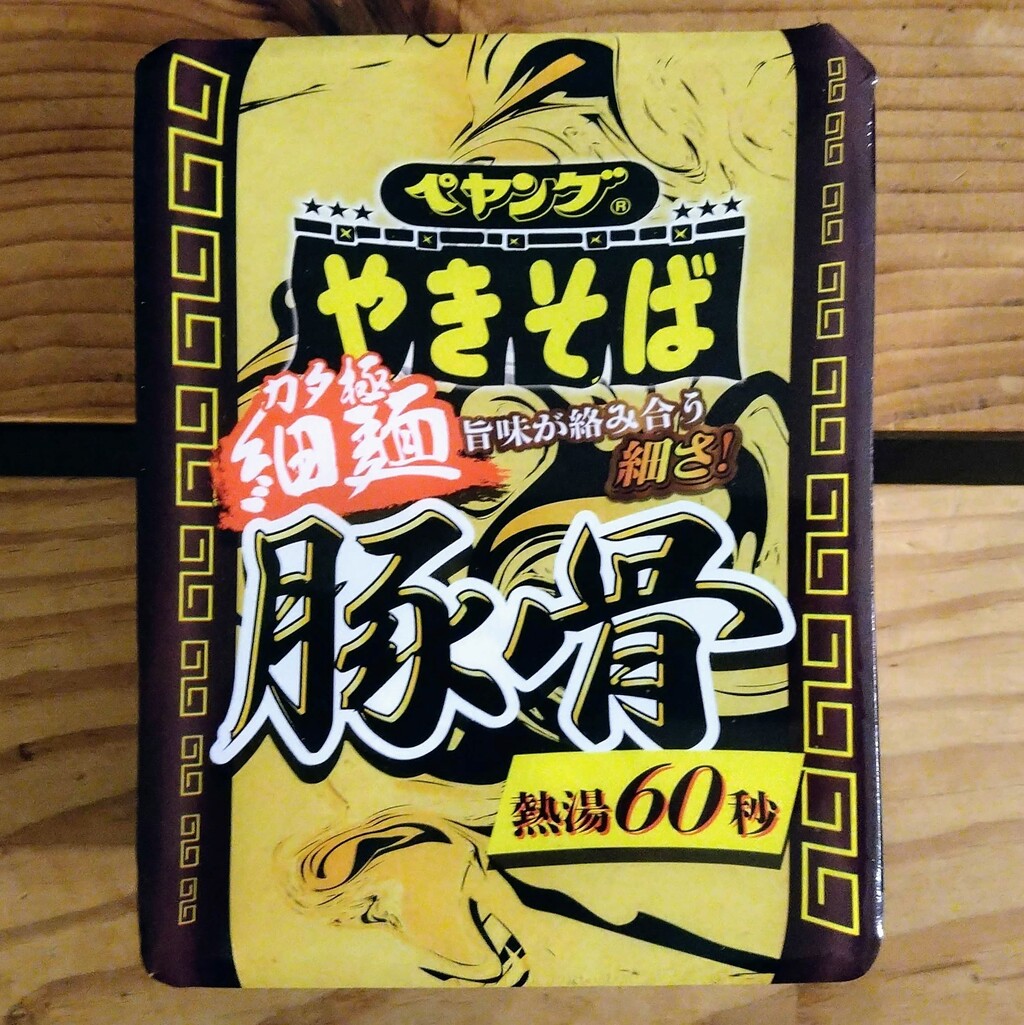 ペヤング®
やきそば
カタ極
細麺
旨味が絡み合う
細さ!
豚骨
熱湯60秒